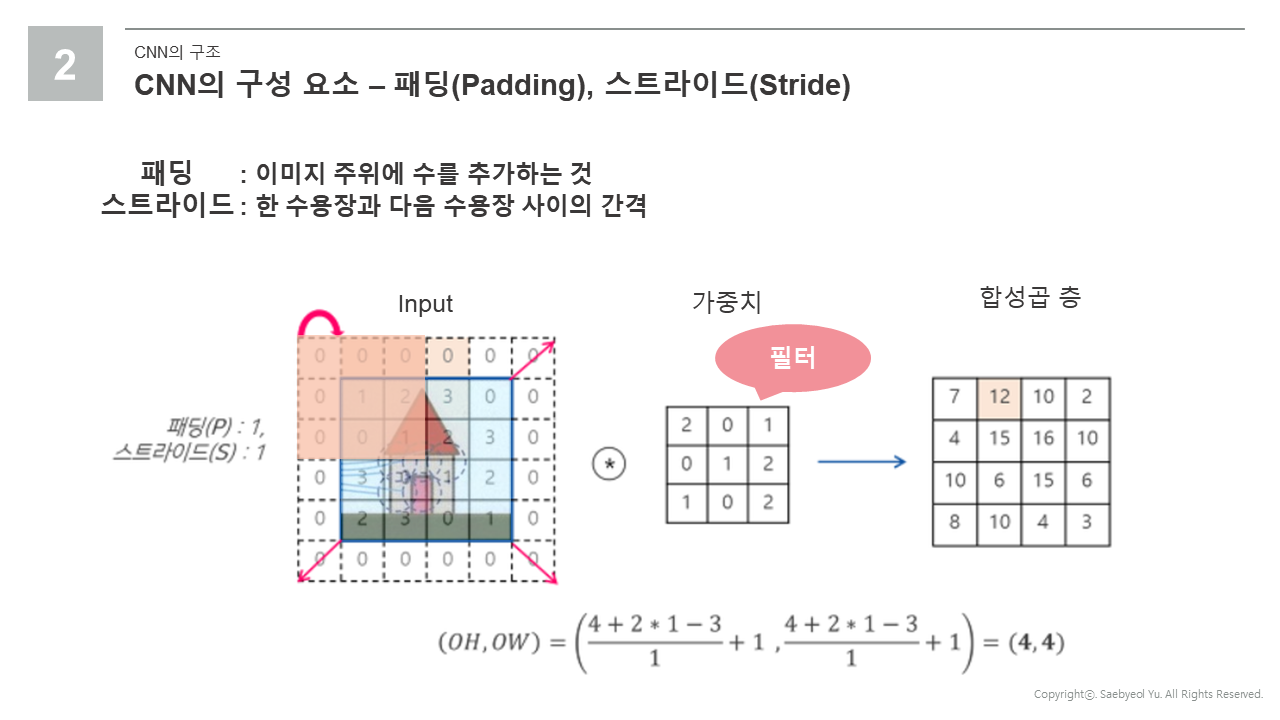 2
CNN의 구조
CNN의 구성 요소 – 패딩(Padding), 스트라이드(Stride)
패딩 : 이미지 주위에 수를 추가하는 것
스트라이드 : 한 수용장과 다음 수용장 사이의 간격
Input
가중치
합성곱 층
필터
패딩(P) : 1,
스트라이드(S) : 1
0 0 0 0 0 0
0 1 2 3 0 0
0 0 1 2 3 0
0 3 0 1 2 0
0 2 3 0 1 0
0 0 0 0 0 0
*
2 0 1
0 1 2
1 0 2
7 12 10 2
4 15 16 10
10 6 15 6
8 10 4 3
(OH, OW) = ( (4 + 2 * 1 − 3)/1 + 1 , (4 + 2 * 1 − 3)/1 + 1 ) = (4, 4)
Copyrightⓒ. Saebyeol Yu. All Rights Reserved.